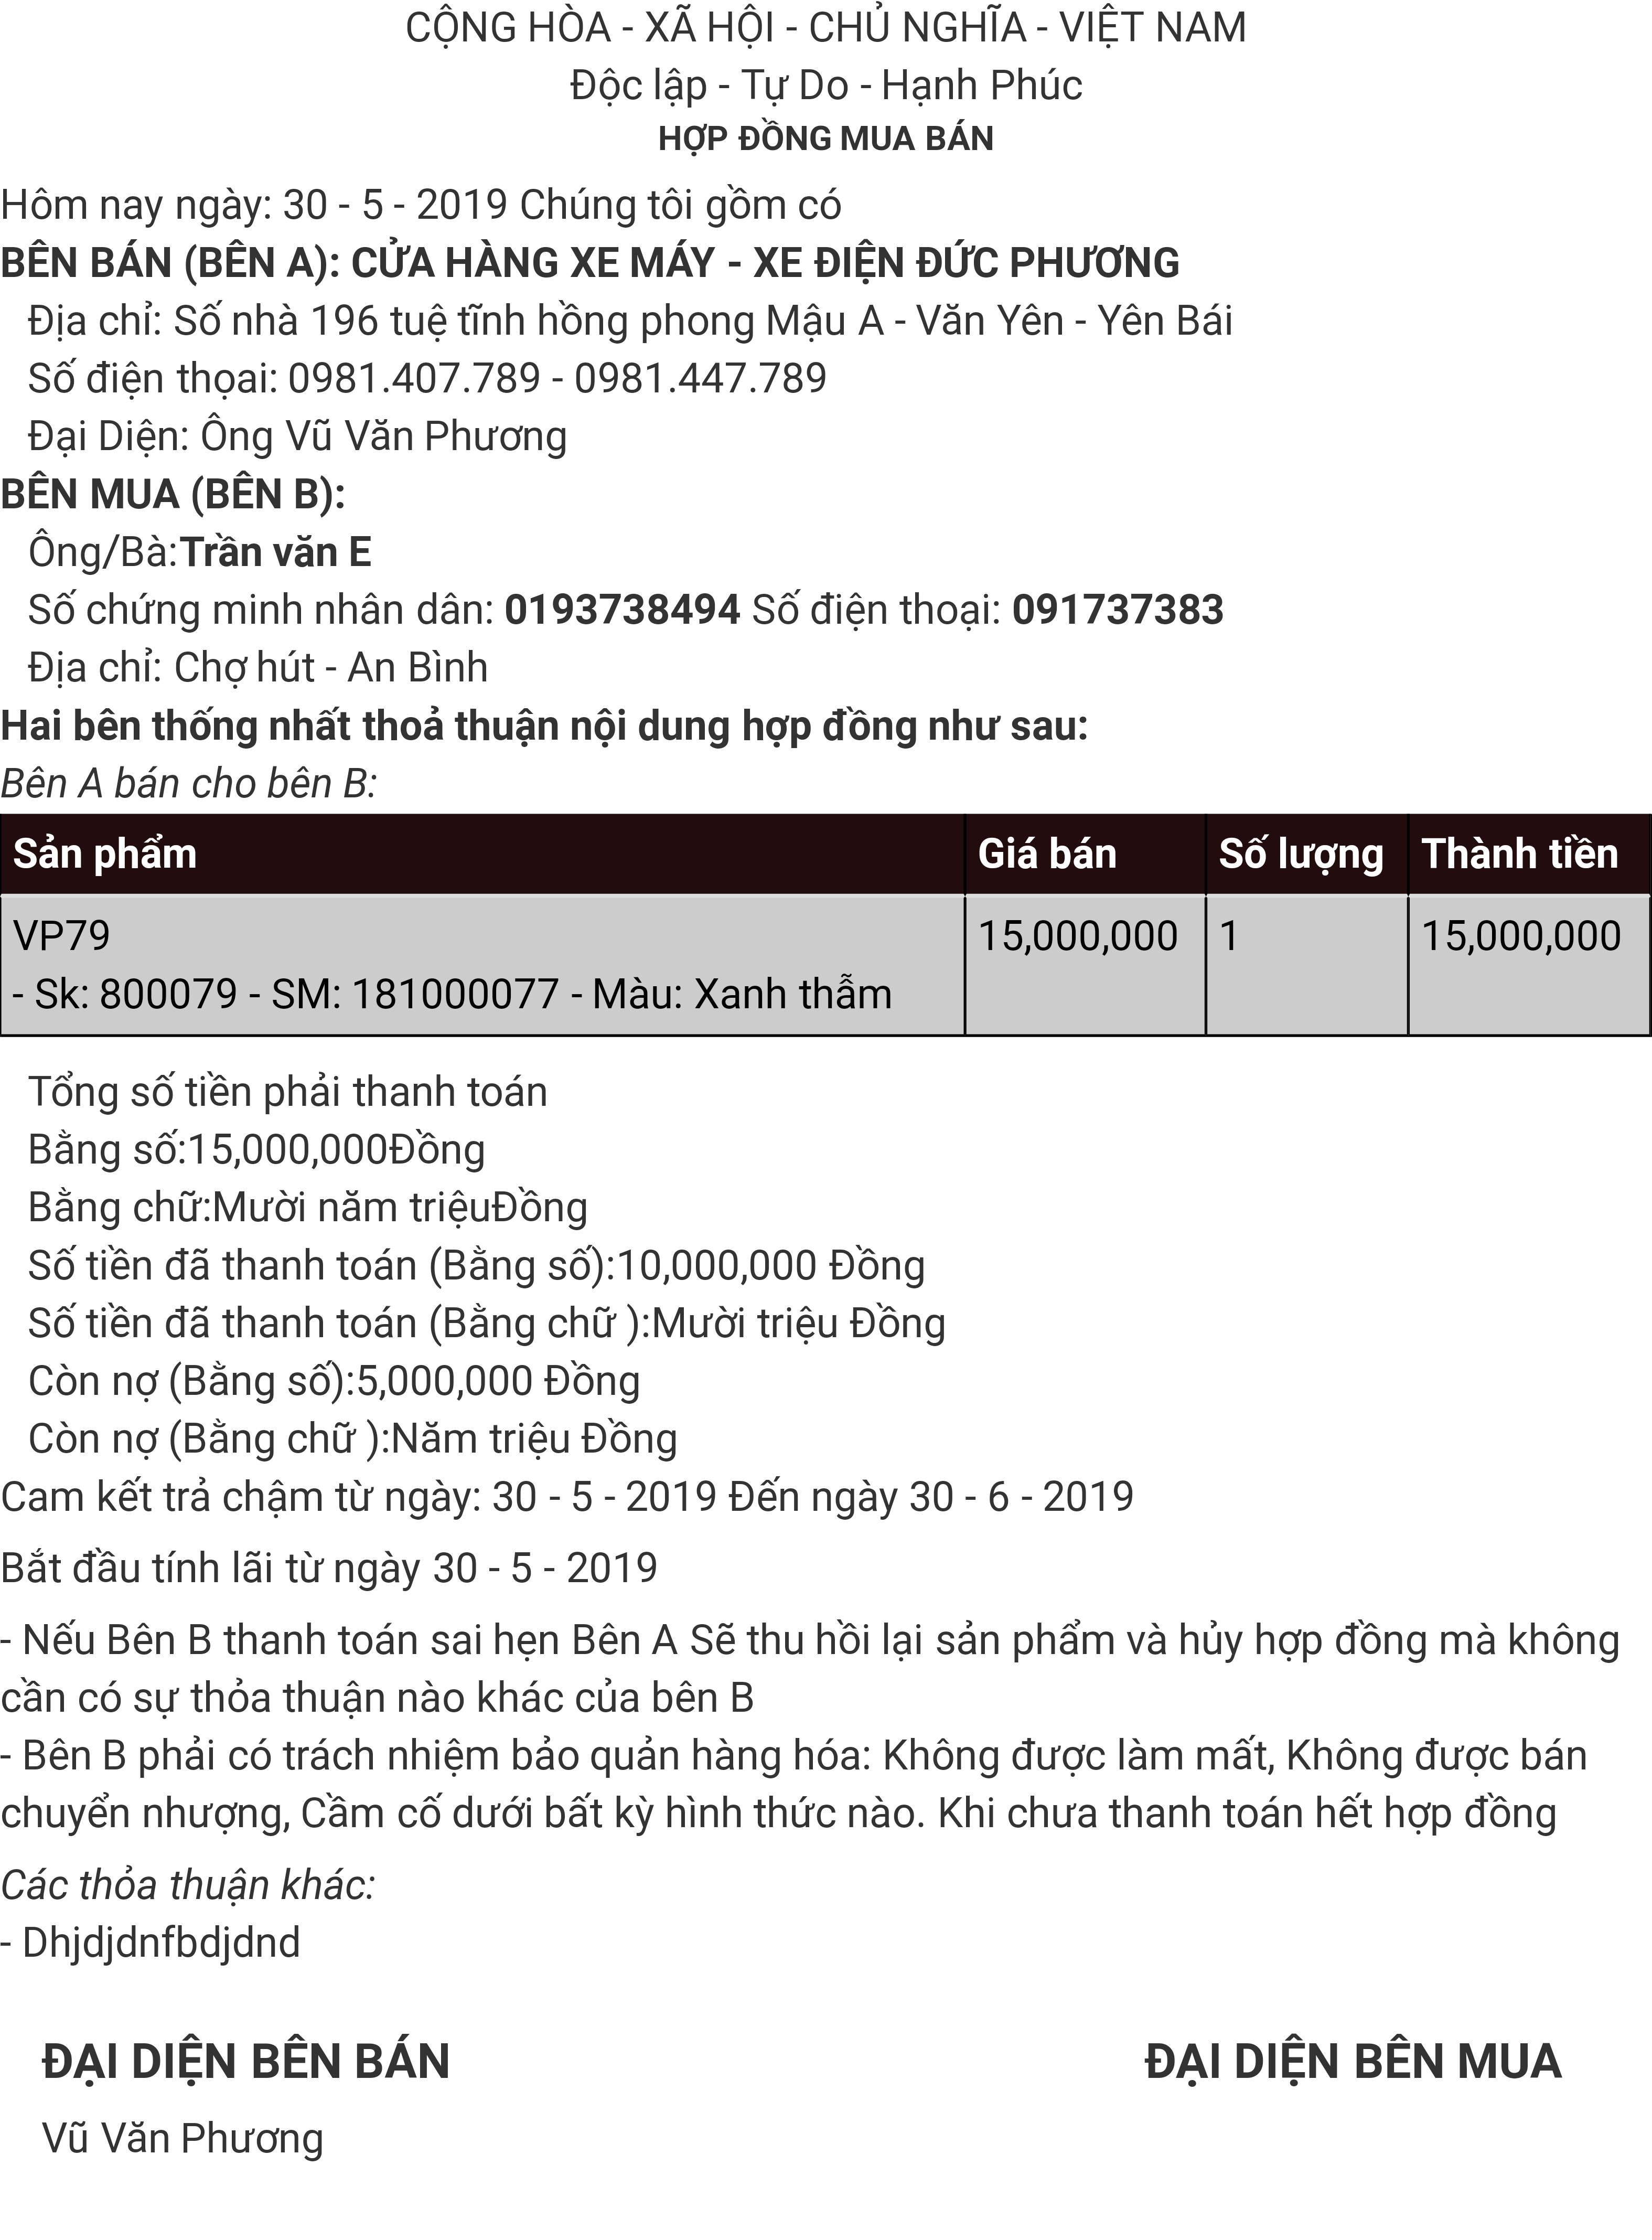 CỘNG HÒA - XÃ HỘI - CHỦ NGHĨA - VIỆT NAM
Độc lập - Tự Do - Hạnh Phúc
HỢP ĐỒNG MUA BÁN
Hôm nay ngày: 30 - 5 - 2019 Chúng tôi gồm có
BÊN BÁN (BÊN A): CỬA HÀNG XE MÁY - XE ĐIỆN ĐỨC PHƯƠNG
Địa chỉ: Số nhà 196 tuệ tĩnh hồng phong Mậu A - Văn Yên - Yên Bái
Số điện thọai: 0981.407.789 - 0981.447.789
Đại Diện: Ông Vũ Văn Phương
BÊN MUA (BÊN B):
Ông/Bà:Trần văn E
Số chứng minh nhân dân: 0193738494 Số điện thoại: 091737383
Địa chỉ: Chợ hút - An Bình
Hai bên thống nhất thoả thuận nội dung hợp đồng như sau:
Bên A bán cho bên B:
Sản phẩm Giá bán Số lượng Thành tiền
VP79 15,000,000 1 15,000,000
- Sk: 800079 - SM: 181000077 - Màu: Xanh thẫm
Tổng số tiền phải thanh toán
Bằng số:15,000,000Đồng
Bằng chữ:Mười năm triệuĐồng
Số tiền đã thanh toán (Bằng số):10,000,000 Đồng
Số tiền đã thanh toán (Bằng chữ ):Mười triệu Đồng
Còn nợ (Bằng số):5,000,000 Đồng
Còn nợ (Bằng chữ ):Năm triệu Đồng
Cam kết trả chậm từ ngày: 30 - 5 - 2019 Đến ngày 30 - 6 - 2019
Bắt đầu tính lãi từ ngày 30 - 5 - 2019
- Nếu Bên B thanh toán sai hẹn Bên A Sẽ thu hồi lại sản phẩm và hủy hợp đồng mà không
cần có sự thỏa thuận nào khác của bên B
- Bên B phải có trách nhiệm bảo quản hàng hóa: Không được làm mất, Không được bán
chuyển nhượng, Cầm cố dưới bất kỳ hình thức nào. Khi chưa thanh toán hết hợp đồng
Các thỏa thuận khác:
- Dhjdjdnfbdjdnd
ĐẠI DIỆN BÊN BÁN ĐẠI DIỆN BÊN MUA
Vũ Văn Phương